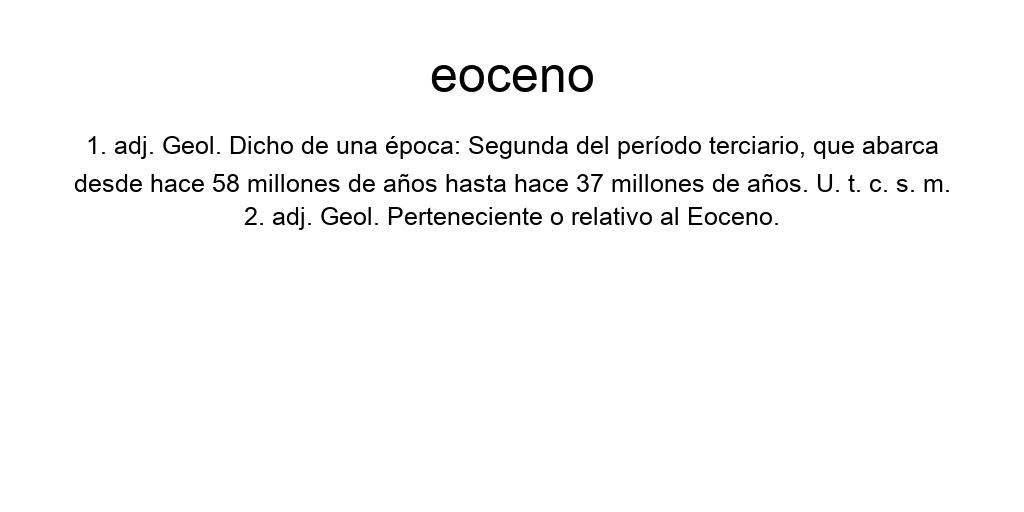 eoceno
1. adj. Geol. Dicho de una época: Segunda del período terciario, que abarca
desde hace 58 millones de años hasta hace 37 millones de años. U. t. c. s. m.
2. adj. Geol. Perteneciente o relativo al Eoceno.